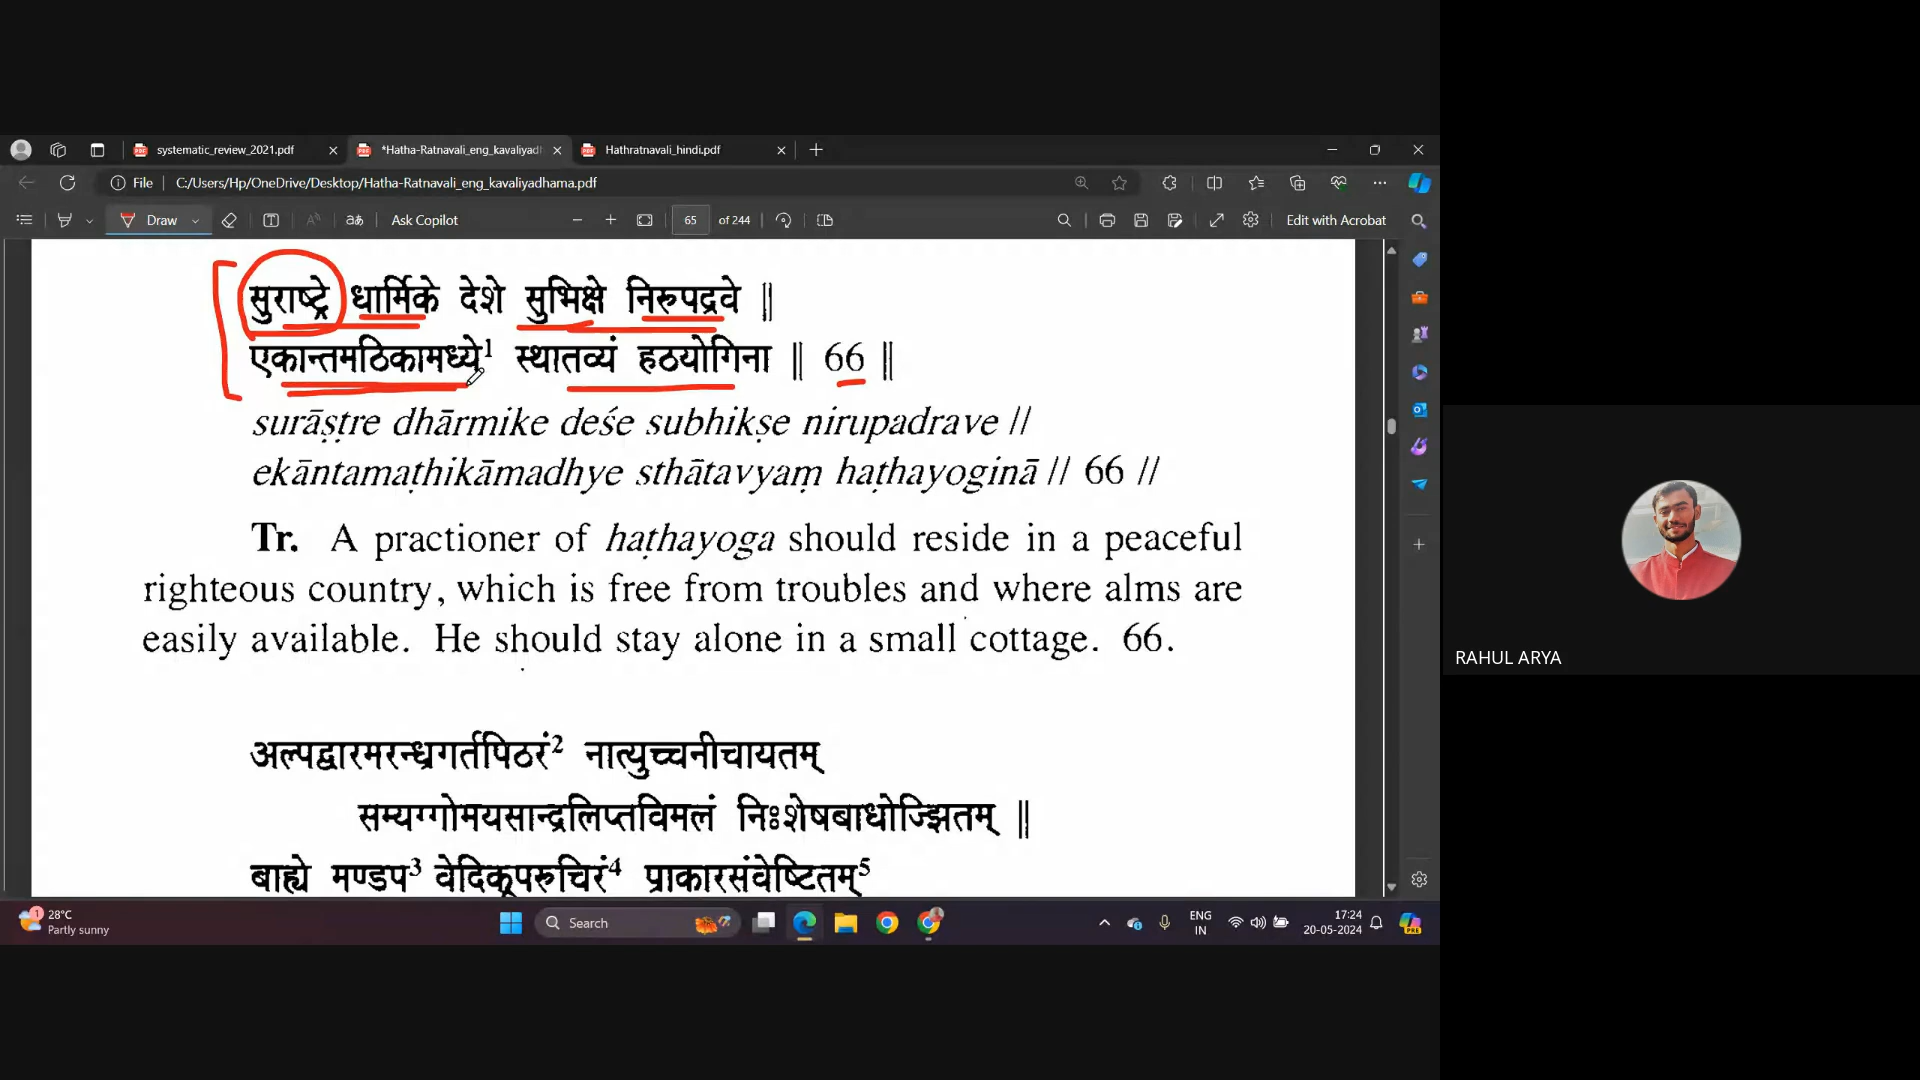 systematic_review_2021.pdf
*Hatha-Ratnavali_eng_kavaliyad
Hathratnavali_hindi.pdf
File
C:/Users/Hp/OneDrive/Desktop/Hatha-Ratnavali_eng_kavaliyadhama.pdf
Draw
aあ
Ask Copilot
65 of 244
Edit with Acrobat
सुराष्ट्रे धार्मिके देशे सुभिक्षे निरुपद्रवे ||
एकान्तमठिकामध्ये1 स्थातव्यं हठयोगिना || 66 ||
surāṣṭre dhārmike deśe subhikṣe nirupadrave //
ekāntamaṭhikāmadhye sthātavyaṃ haṭhayoginā // 66 //
Tr. A practioner of haṭhayoga should reside in a peaceful
righteous country, which is free from troubles and where alms are
easily available. He should stay alone in a small cottage. 66.
अल्पद्वारमरन्ध्रगर्तपिठरं2 नात्युच्चनीचायतम्
सम्यग्गोमयसान्द्रलिप्तविमलं निःशेषबाधोज्झितम् ||
बाह्ये मण्डप3 वेदिकूपरुचिरं4 प्राकारसंवेष्टितम्5
RAHUL ARYA
1
28°C
Partly sunny
Search
ENG
IN
17:24
20-05-2024
PRE